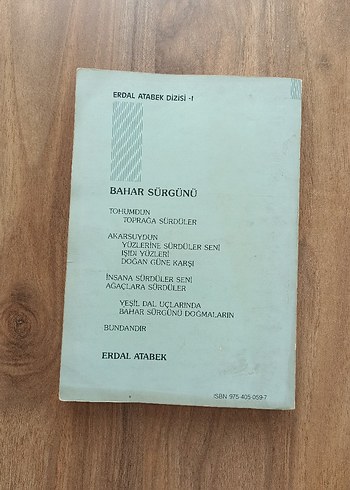 ERDAL ATABEK DİZİSİ -I
BAHAR SÜRGÜNÜ
TOHUMDUN
TOPRAĞA SÜRDÜLER
AKARSUYDUN
YÜZLERİNE SÜRDÜLER SENİ
IŞIDI YÜZLERİ
DOĞAN GÜNE KARŞI
İNSANA SÜRDÜLER SENİ
AĞAÇLARA SÜRDÜLER
YEŞİL DAL UÇLARINDA
BAHAR SÜRGÜNÜ DOĞMALARIN
BUNDANDIR
ERDAL ATABEK
ISBN 975-405-059-7